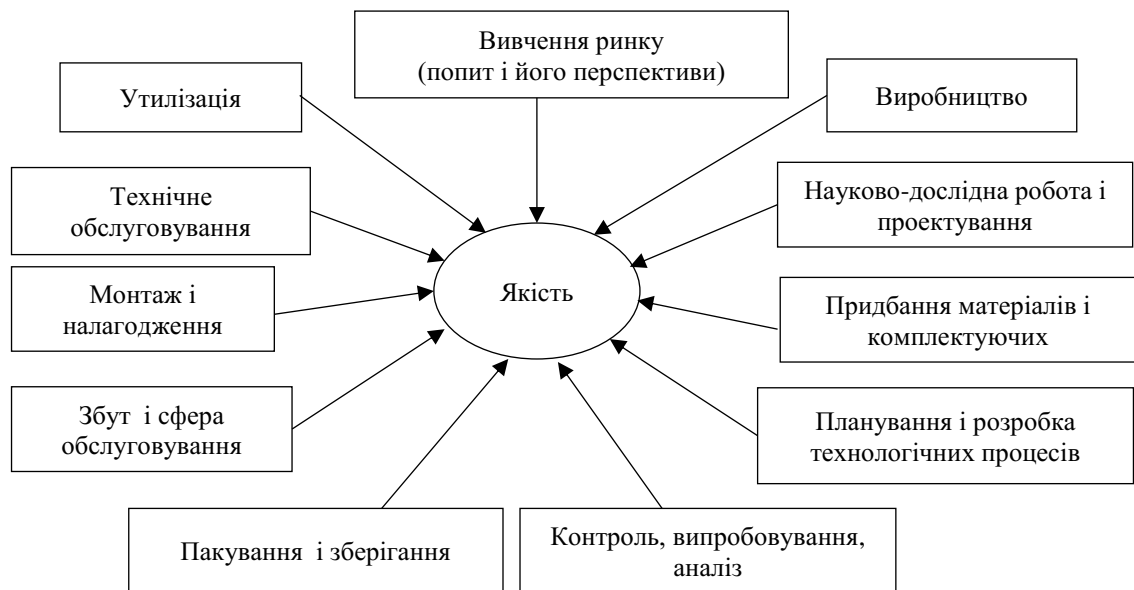 Вивчення ринку
(попит і його перспективи)
Утилізація
Виробництво
Технічне
обслуговування
Науково-дослідна робота і
проектування
Монтаж і
налагодження
Якість
Придбання матеріалів і
комплектуючих
Збут і сфера
обслуговування
Планування і розробка
технологічних процесів
Пакування і зберігання
Контроль, випробовування,
аналіз